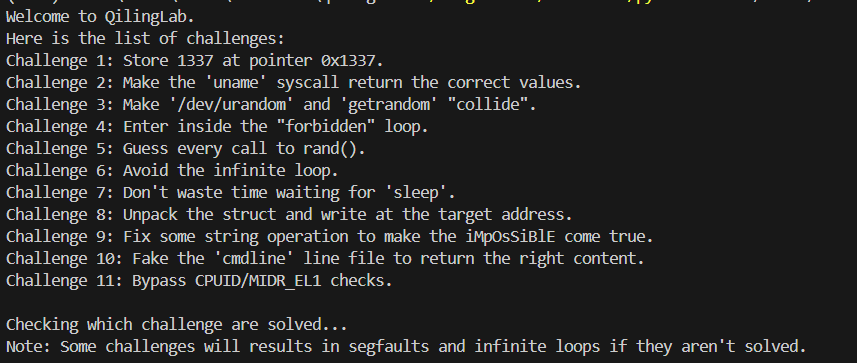 Welcome to QilingLab.
Here is the list of challenges:
Challenge 1: Store 1337 at pointer 0x1337.
Challenge 2: Make the 'uname' syscall return the correct values.
Challenge 3: Make '/dev/urandom' and 'getrandom' "collide".
Challenge 4: Enter inside the "forbidden" loop.
Challenge 5: Guess every call to rand().
Challenge 6: Avoid the infinite loop.
Challenge 7: Don't waste time waiting for 'sleep'.
Challenge 8: Unpack the struct and write at the target address.
Challenge 9: Fix some string operation to make the iMpOsSiBlE come true.
Challenge 10: Fake the 'cmdline' line file to return the right content.
Challenge 11: Bypass CPUID/MIDR_EL1 checks.
Checking which challenge are solved...
Note: Some challenges will results in segfaults and infinite loops if they aren't solved.